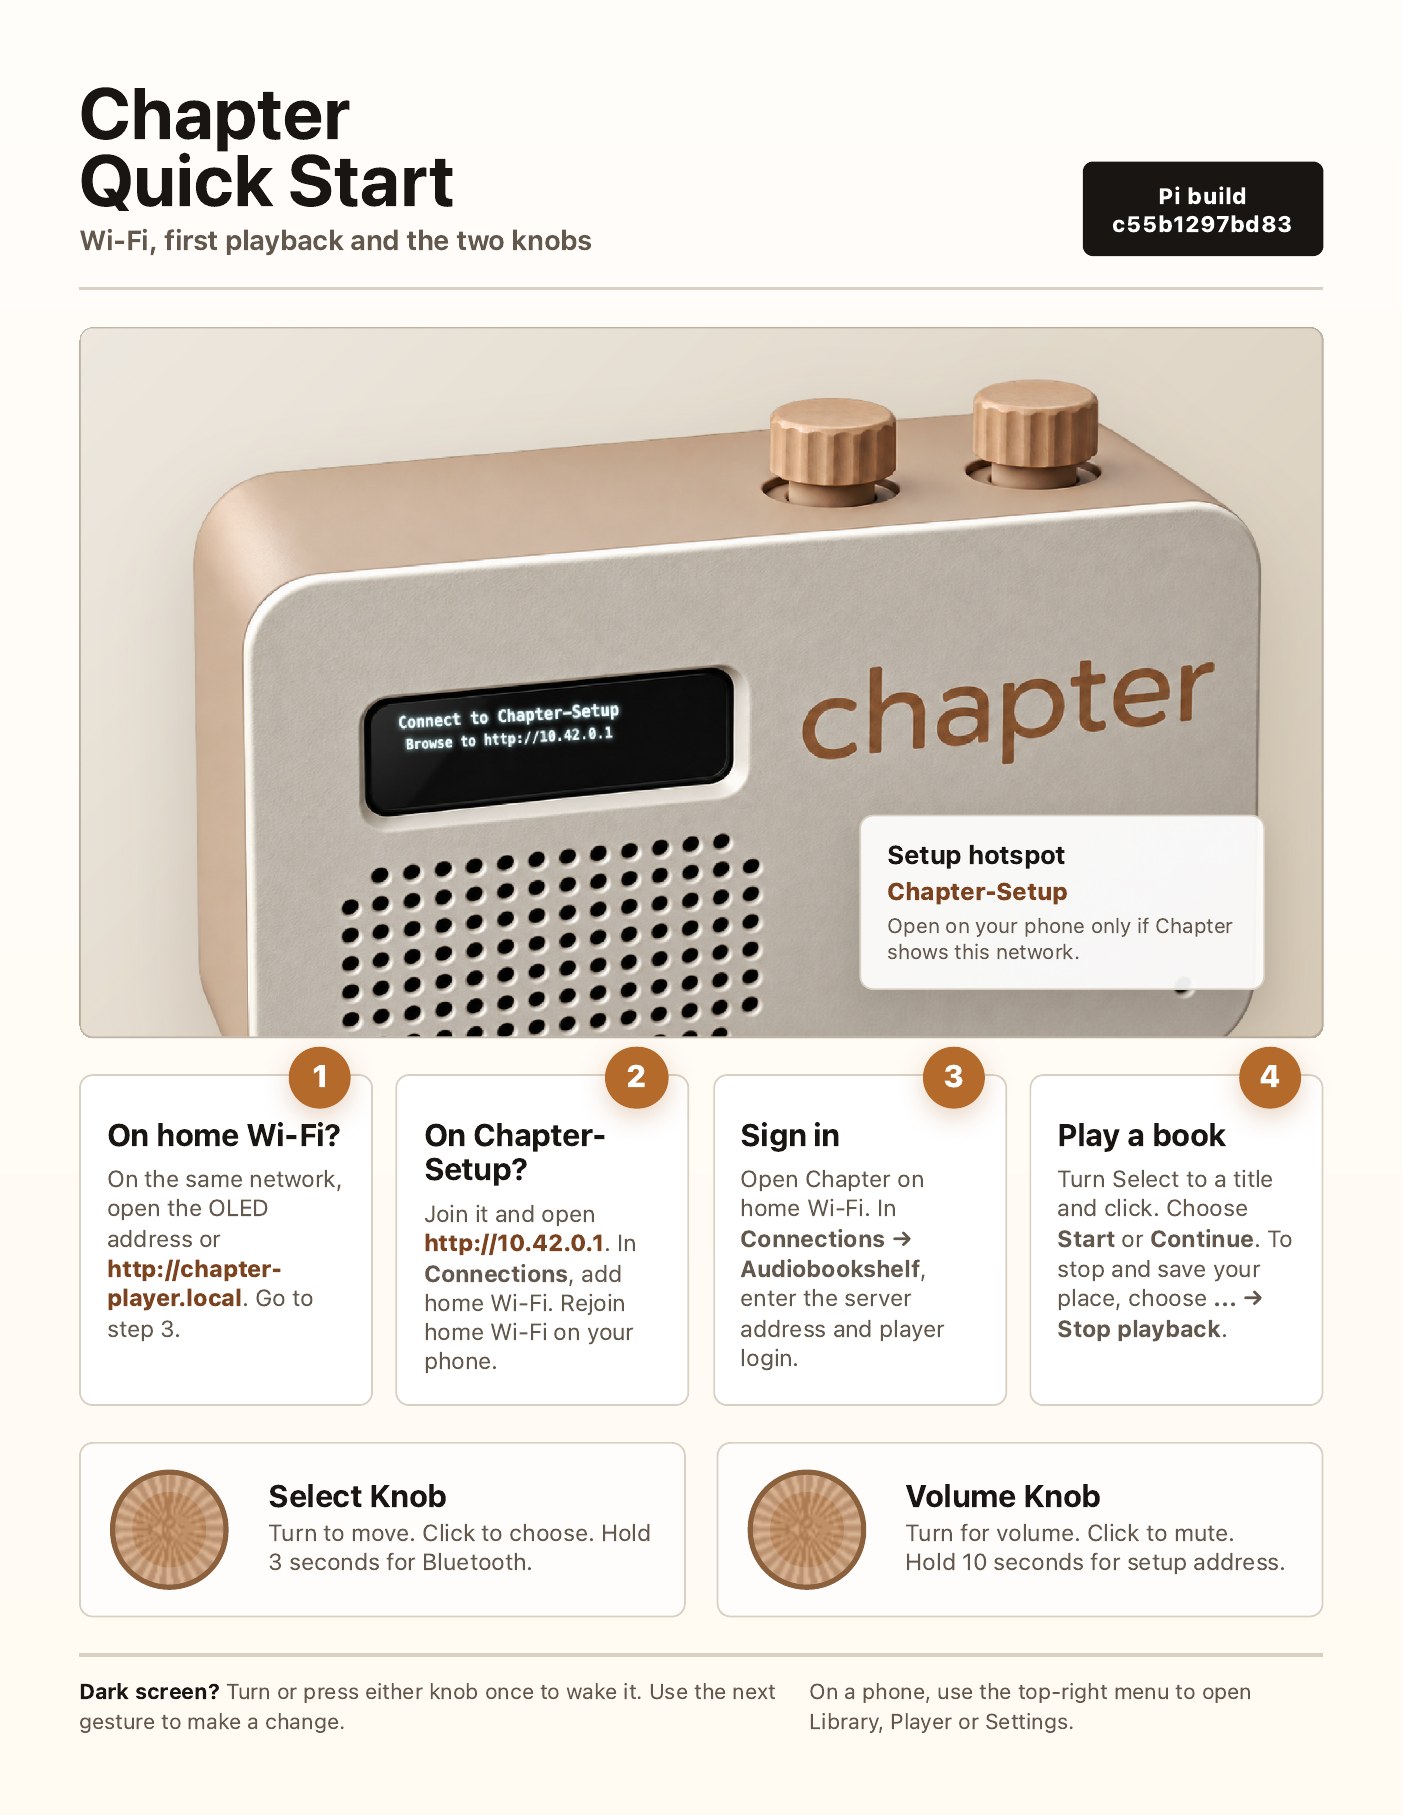 Chapter
Quick Start
Wi-Fi, first playback and the two knobs
Pi build
c55b1297bd83
Connect to Chapter-Setup
Browse to http://10.42.0.1
chapter
Setup hotspot
Chapter-Setup
Open on your phone only if Chapter
shows this network.
1
On home Wi-Fi?
On the same network,
open the OLED
address or
http://chapter-
player.local. Go to
step 3.
2
On Chapter-
Setup?
Join it and open
http://10.42.0.1. In
Connections, add
home Wi-Fi. Rejoin
home Wi-Fi on your
phone.
3
Sign in
Open Chapter on
home Wi-Fi. In
Connections →
Audiobookshelf,
enter the server
address and player
login.
4
Play a book
Turn Select to a title
and click. Choose
Start or Continue. To
stop and save your
place, choose ... →
Stop playback.
Select Knob
Turn to move. Click to choose. Hold
3 seconds for Bluetooth.
Volume Knob
Turn for volume. Click to mute.
Hold 10 seconds for setup address.
Dark screen? Turn or press either knob once to wake it. Use the next
gesture to make a change.
On a phone, use the top-right menu to open
Library, Player or Settings.